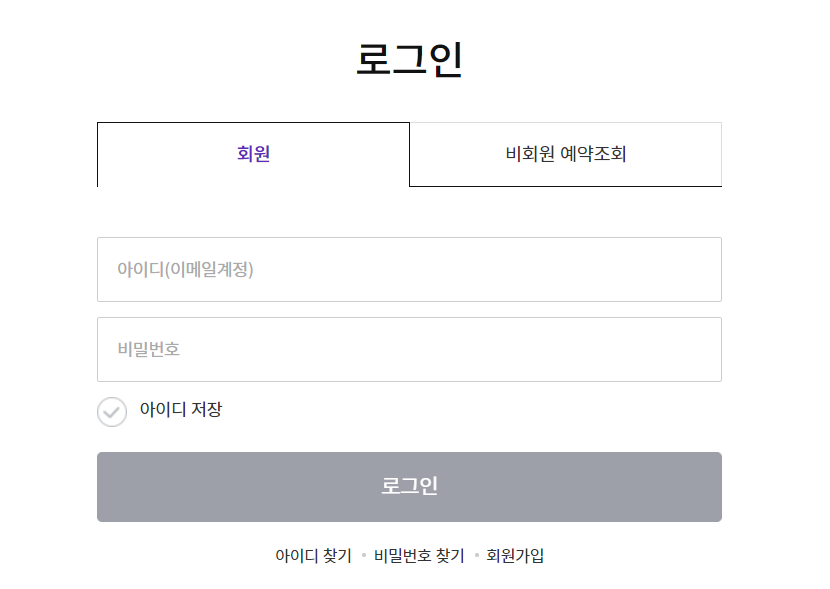 로그인
회원 비회원 예약조회
아이디(이메일계정)
비밀번호
아이디 저장
로그인
아이디 찾기 비밀번호 찾기 회원가입